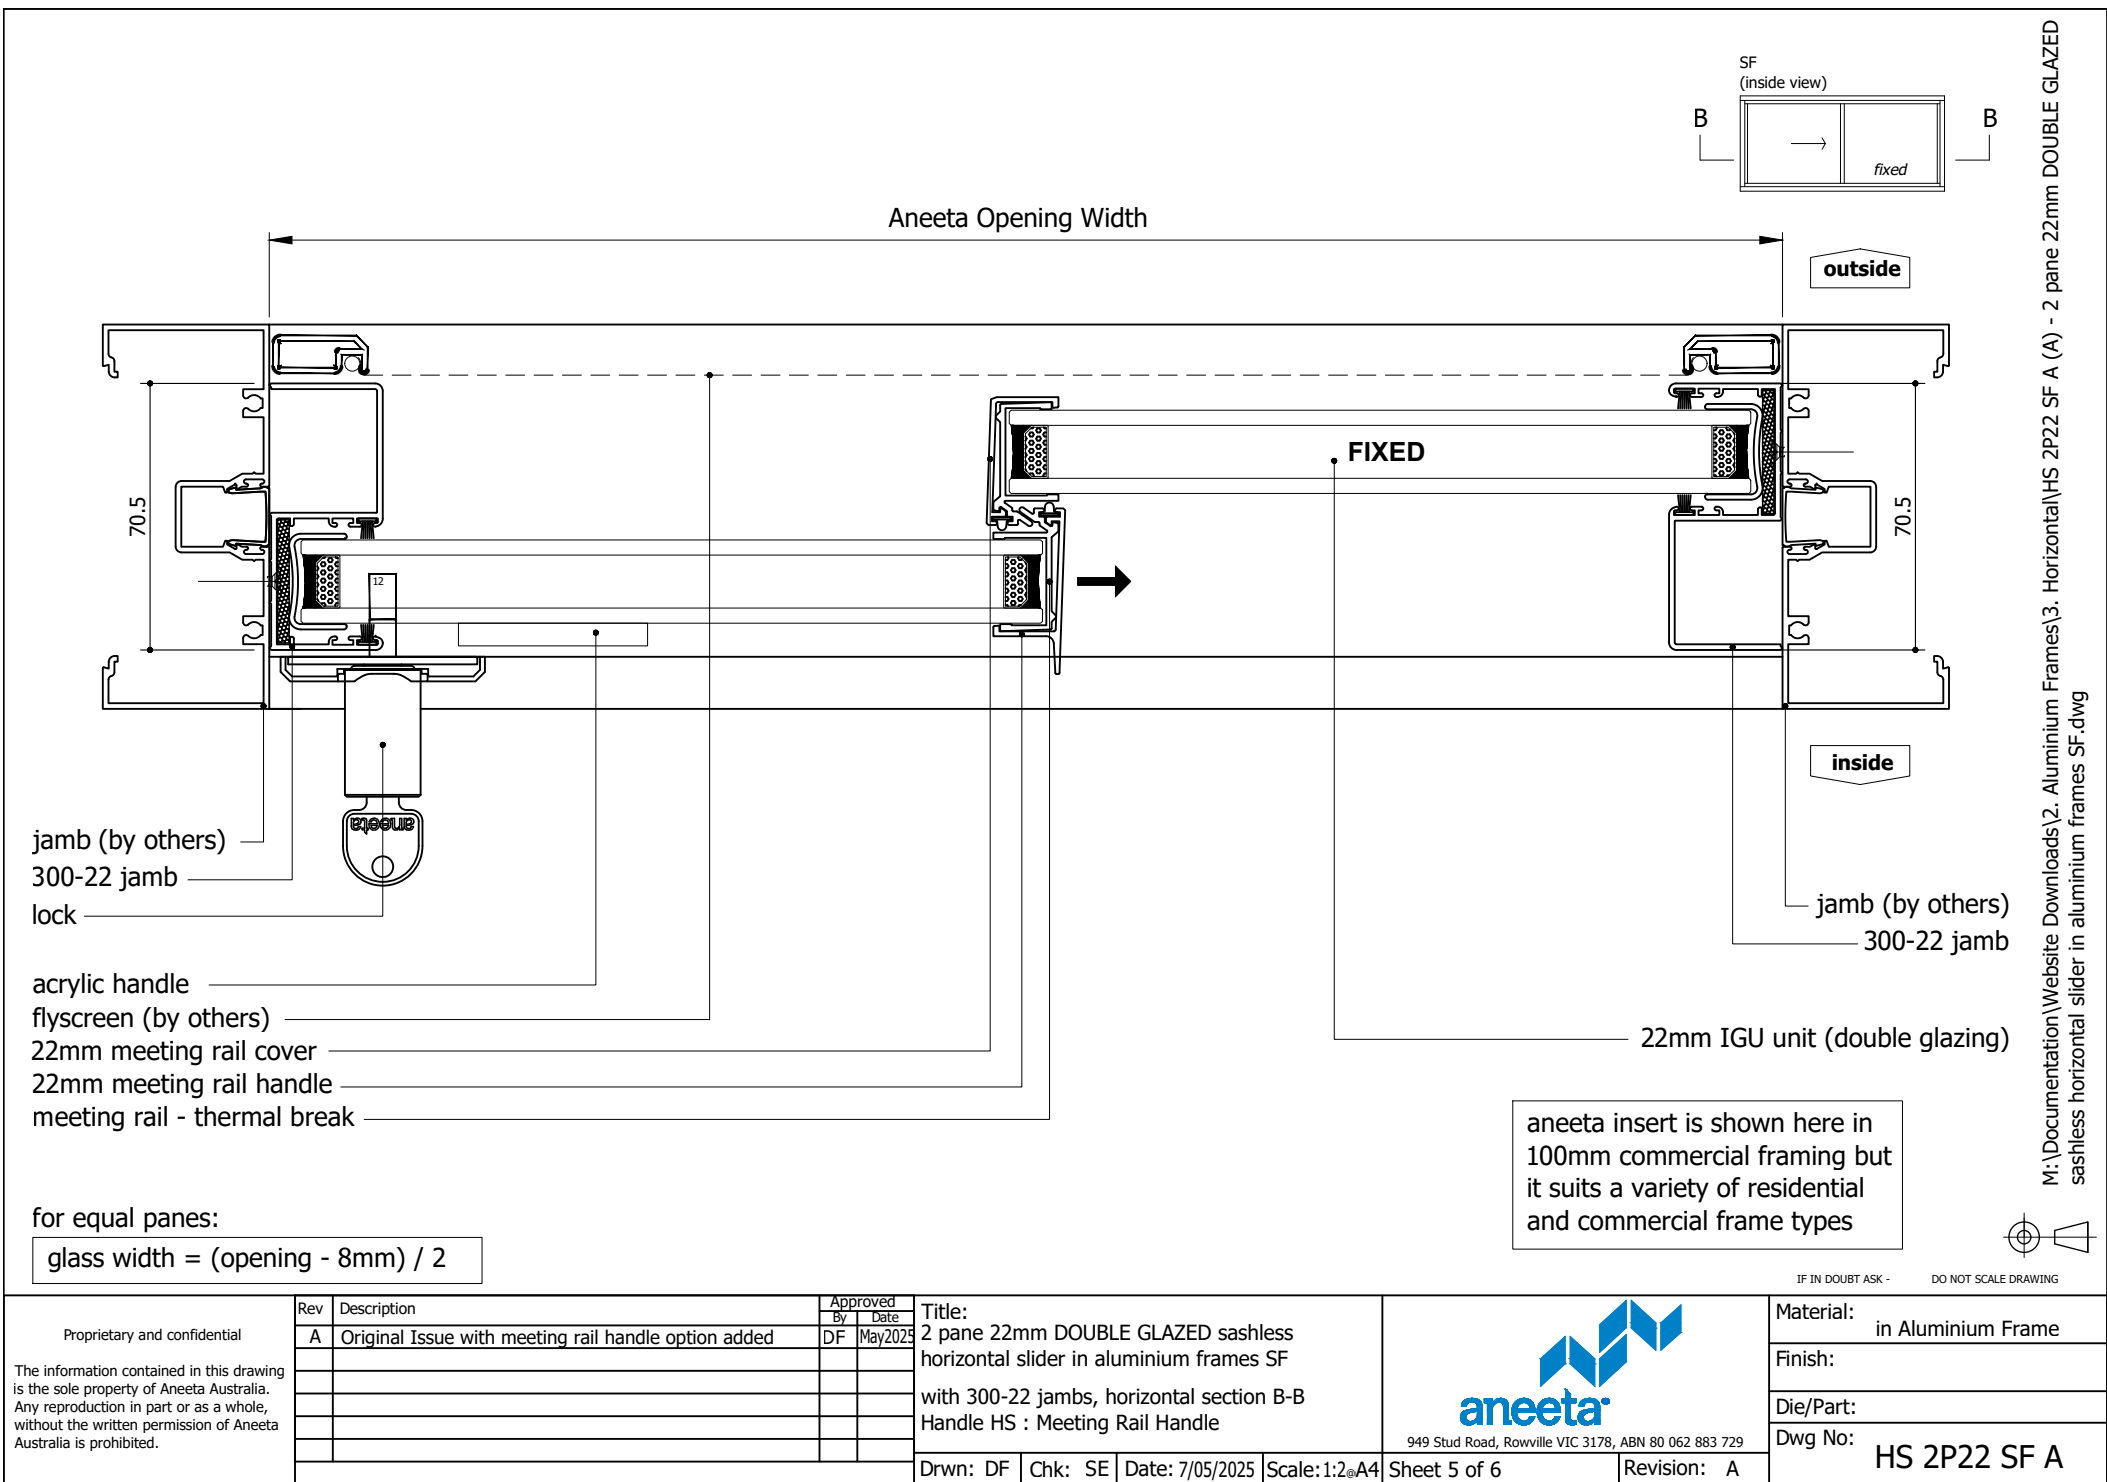 SF
(inside view)
B
B
fixed
Aneeta Opening Width
outside
FIXED
70.5
70.5
12
inside
aneeta
jamb (by others)
300-22 jamb
lock
jamb (by others)
300-22 jamb
acrylic handle
flyscreen (by others)
22mm meeting rail cover
22mm meeting rail handle
meeting rail - thermal break
22mm IGU unit (double glazing)
aneeta insert is shown here in
100mm commercial framing but
it suits a variety of residential
and commercial frame types
for equal panes:
glass width = (opening - 8mm) / 2
M:\Documentation\Website Downloads\2. Aluminium Frames\3. Horizontal\HS 2P22 SF A (A) - 2 pane 22mm DOUBLE GLAZED
sashless horizontal slider in aluminium frames SF.dwg
IF IN DOUBT ASK - DO NOT SCALE DRAWING
Proprietary and confidential
The information contained in this drawing
is the sole property of Aneeta Australia.
Any reproduction in part or as a whole,
without the written permission of Aneeta
Australia is prohibited.
Rev Description Approved
By Date
A Original Issue with meeting rail handle option added DF May2025
Title:
2 pane 22mm DOUBLE GLAZED sashless
horizontal slider in aluminium frames SF
with 300-22 jambs, horizontal section B-B
Handle HS : Meeting Rail Handle
Drwn: DF Chk: SE Date: 7/05/2025 Scale:1:2@A4 Sheet 5 of 6 Revision: A
aneeta
949 Stud Road, Rowville VIC 3178, ABN 80 062 883 729
Material:
in Aluminium Frame
Finish:
Die/Part:
Dwg No:
HS 2P22 SF A